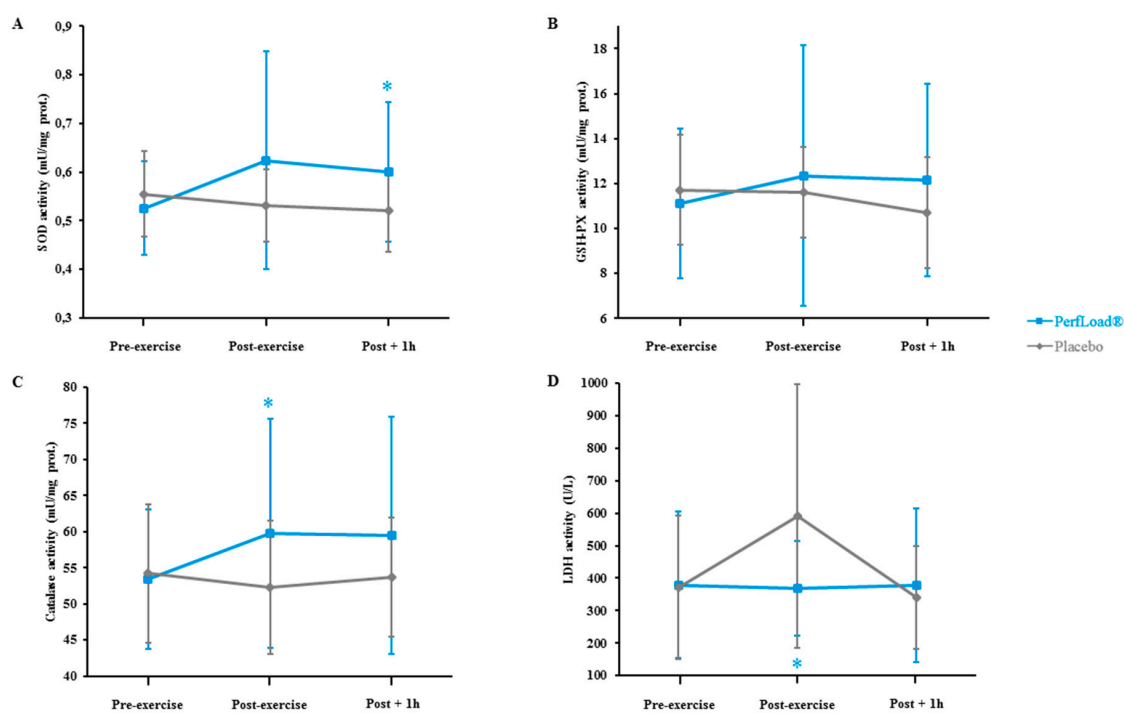 A
SOD activity (mU/mg prot.)
0,9
0,8
0,7
0,6
0,5
0,4
0,3
*
Pre-exercise Post-exercise Post + 1h
B
GSH-PX activity (mU/mg prot.)
18
16
14
12
10
8
6
Pre-exercise Post-exercise Post + 1h
PerfLoad®
Placebo
C
Catalase activity (mU/mg prot.)
80
75
70
65
60
55
50
45
40
*
Pre-exercise Post-exercise Post + 1h
D
LDH activity (U/L)
1000
900
800
700
600
500
400
300
200
100
*
Pre-exercise Post-exercise Post + 1h